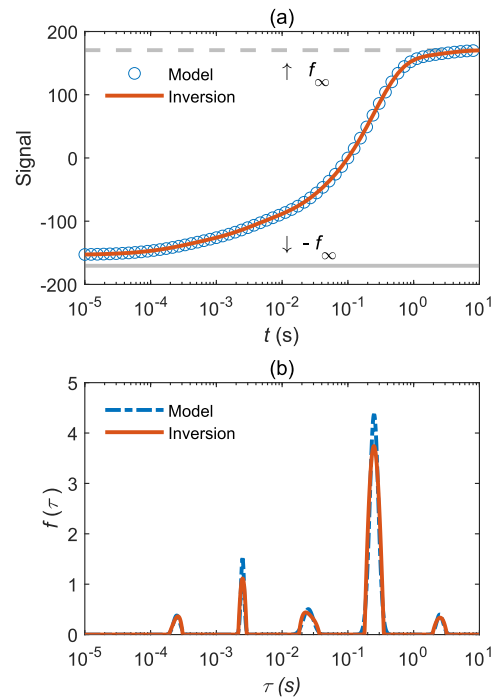 (a)
200
100
0
-100
-200
Signal
Model
Inversion
↑ f∞
↓ - f∞
10⁻⁵ 10⁻⁴ 10⁻³ 10⁻² 10⁻¹ 10⁰ 10¹
t (s)
(b)
5
4
3
2
1
0
f (τ)
Model
Inversion
10⁻⁵ 10⁻⁴ 10⁻³ 10⁻² 10⁻¹ 10⁰ 10¹
τ (s)